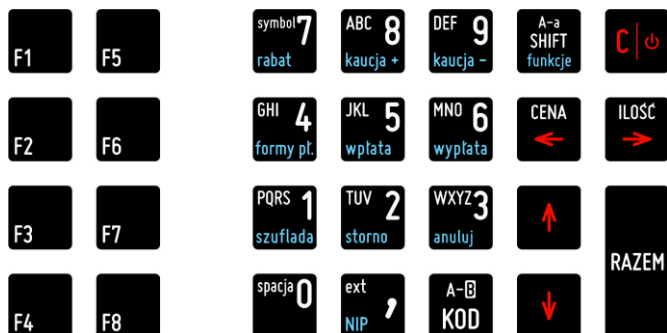 F1
F5
symbol 7
rabat
ABC 8
kaucja +
DEF 9
kaucja -
A-a
SHIFT
funkcje
C
F2
F6
GHI 4
formy pł.
JKL 5
wpłata
MNO 6
wypłata
CENA
ILOŚĆ
F3
F7
PQRS 1
szuflada
TUV 2
storno
WXYZ 3
anuluj
RAZEM
F4
F8
spacja 0
ext ,
NIP
A-B
KOD